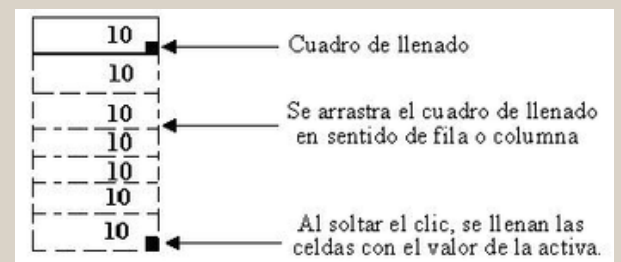 10
Cuadro de llenado
10
10
Se arrastra el cuadro de llenado
en sentido de fila o columna
10
10
10
10
Al soltar el clic, se llenan las
celdas con el valor de la activa.